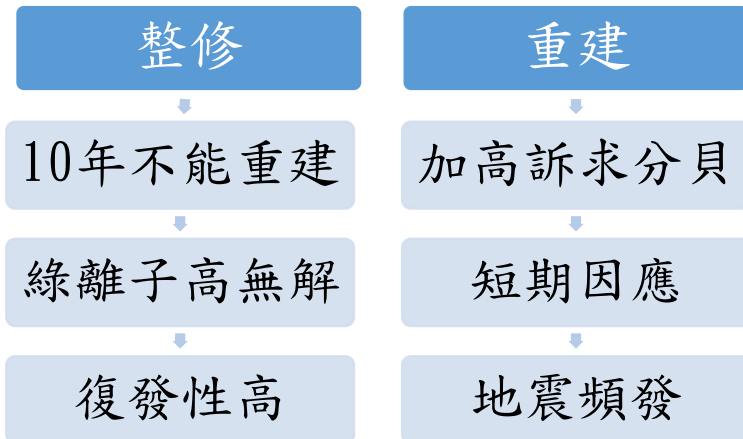 整修
10年不能重建
綠離子高無解
復發性高
重建
加高訴求分貝
短期因應
地震頻發